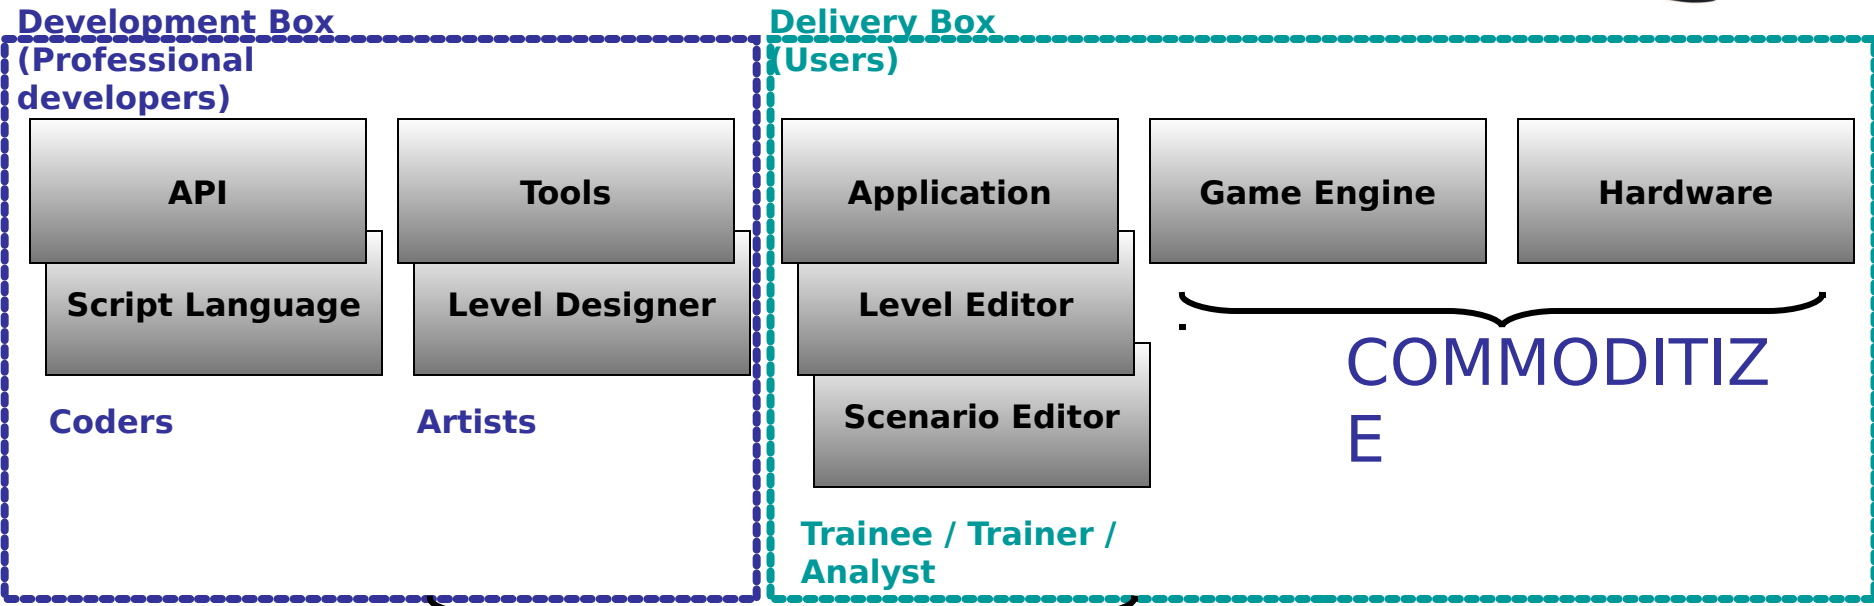 Development Box
(Professional
developers)
Delivery Box
(Users)
API
Tools
Application
Game Engine
Hardware
Script Language
Level Designer
Level Editor
COMMODITIZ
E
Scenario Editor
Coders
Artists
Trainee / Trainer /
Analyst